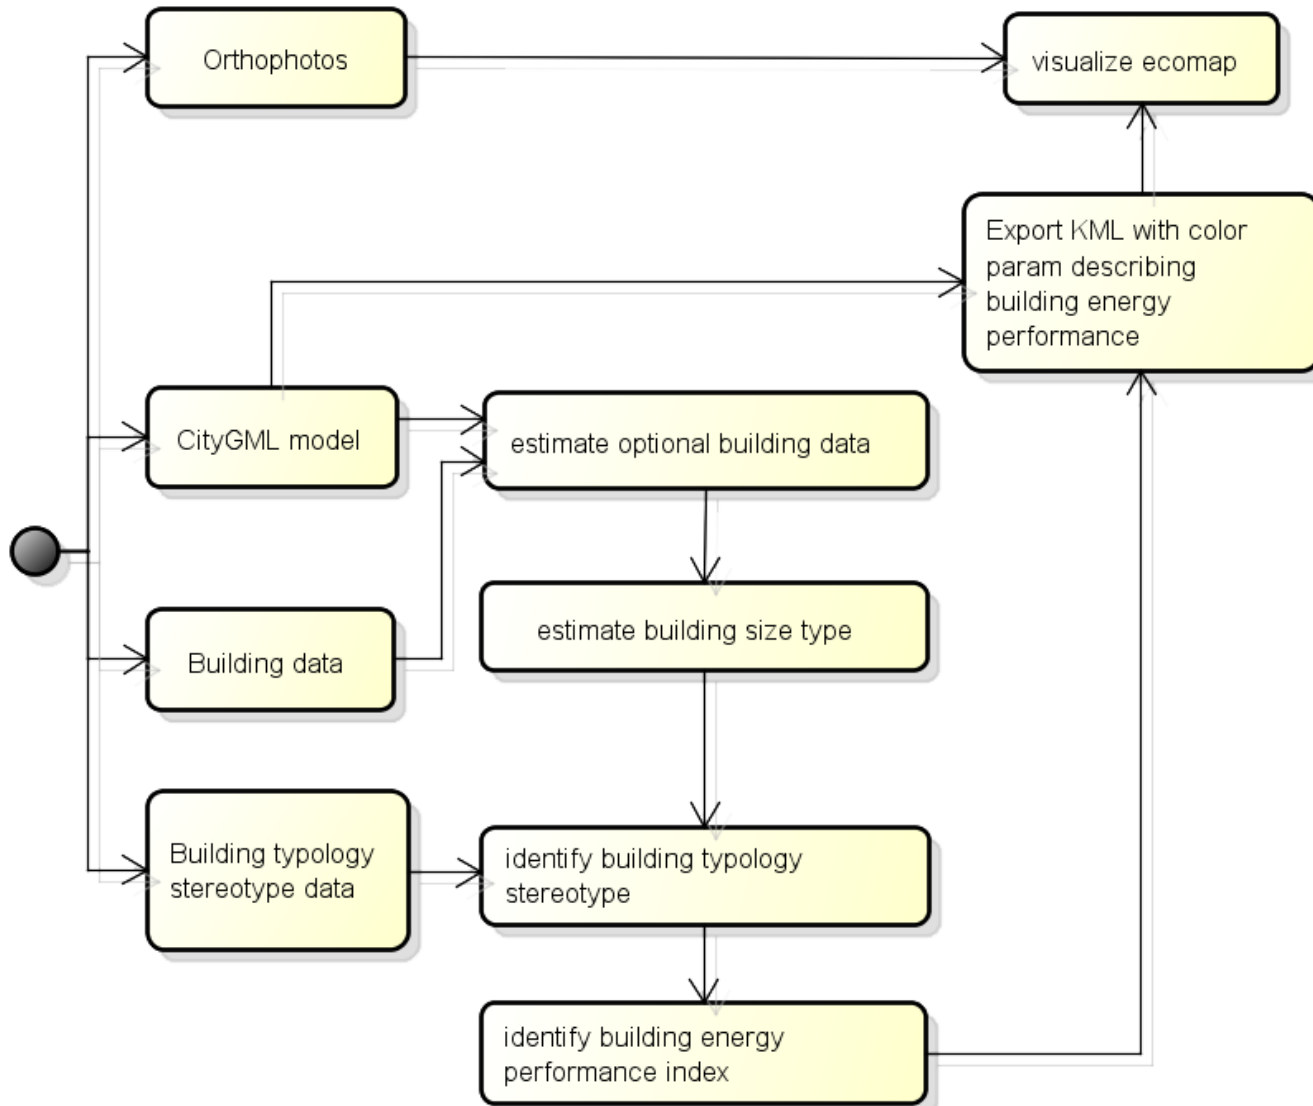 Orthophotos
visualize ecomap
Export KML with color
param describing
building energy
performance
CityGML model
estimate optional building data
estimate building size type
Building data
Building typology
stereotype data
identify building typology
stereotype
identify building energy
performance index